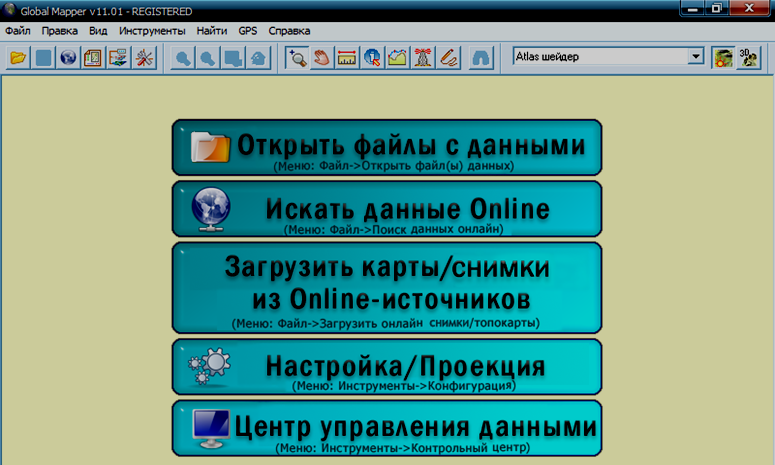 Global Mapper v11.01 - REGISTERED
Файл Правка Вид Инструменты Найти GPS Справка
Atlas шейдер
3D
Открыть файлы с данными
(Меню: Файл->Открыть файл(ы) данных)
Искать данные Online
(Меню: Файл->Поиск данных онлайн)
Загрузить карты/снимки
из Online-источников
(Меню: Файл->Загрузить онлайн снимки/топокарты)
Настройка/Проекция
(Меню: Инструменты->Конфигурация)
Центр управления данными
(Меню: Инструменты->Контрольный центр)